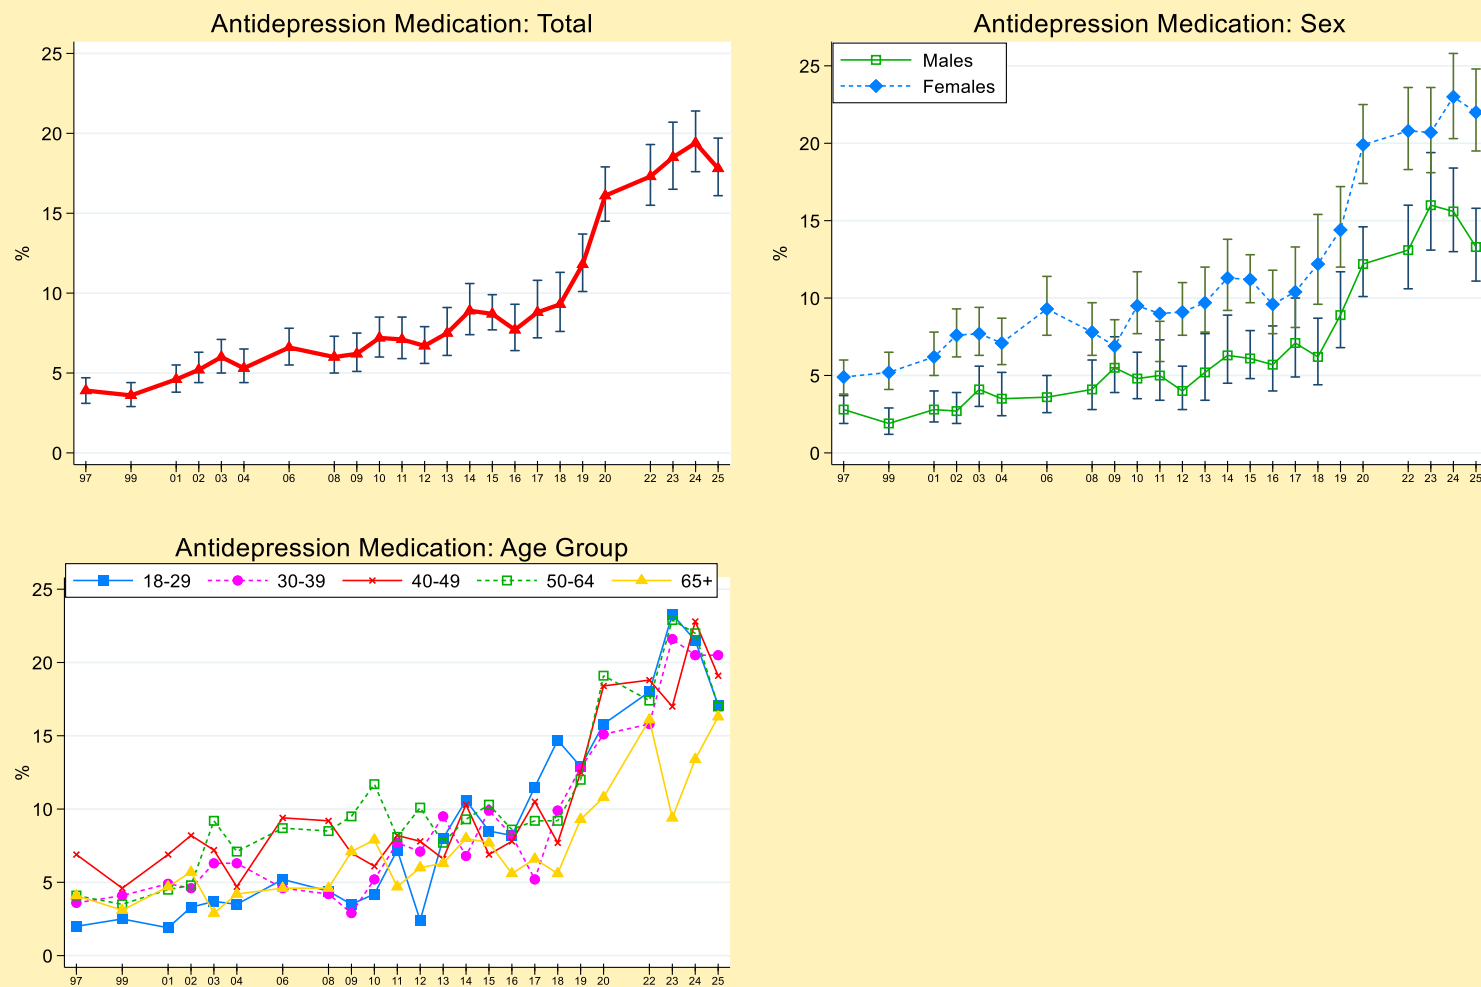 Antidepression Medication: Total
25
20
15
10
5
0
%
97 99 01 02 03 04 06 08 09 10 11 12 13 14 15 16 17 18 19 20 22 23 24 25
Antidepression Medication: Sex
Males
Females
25
20
15
10
5
0
%
97 99 01 02 03 04 06 08 09 10 11 12 13 14 15 16 17 18 19 20 22 23 24 25
Antidepression Medication: Age Group
18-29 30-39 40-49 50-64 65+
25
20
15
10
5
0
%
97 99 01 02 03 04 06 08 09 10 11 12 13 14 15 16 17 18 19 20 22 23 24 25